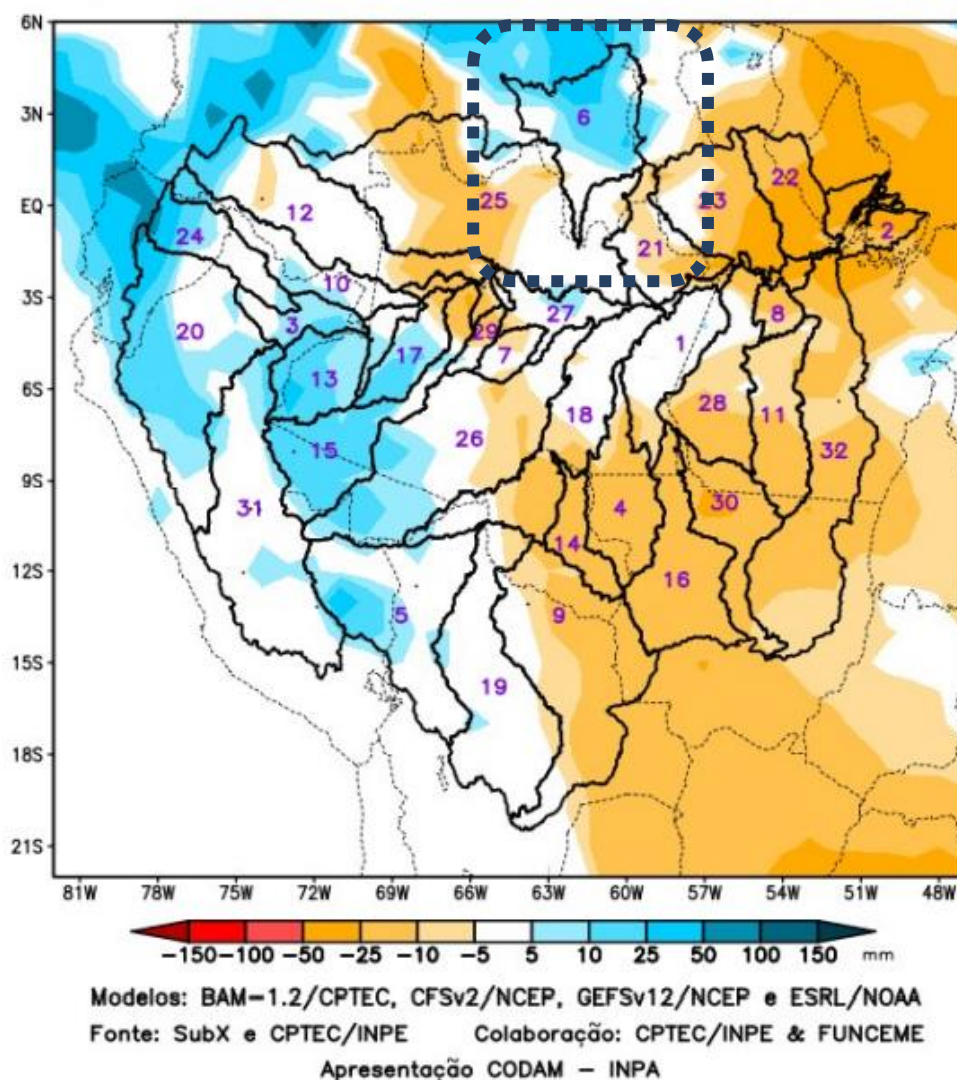 6N
3N
EQ
3S
6S
9S
12S
15S
18S
21S
6
12
25
23
22
2
24
21
10
27
8
20
3
29
1
17
7
13
28
11
18
26
32
15
31
4
30
14
16
5
9
19
81W 78W 75W 72W 69W 66W 63W 60W 57W 54W 51W 48W
−150 −100 −50 −25 −10 −5 5 10 25 50 100 150 mm
Modelos: BAM−1.2/CPTEC, CFSv2/NCEP, GEFSv12/NCEP e ESRL/NOAA
Fonte: SubX e CPTEC/INPE Colaboração: CPTEC/INPE & FUNCEME
Apresentação CODAM − INPA